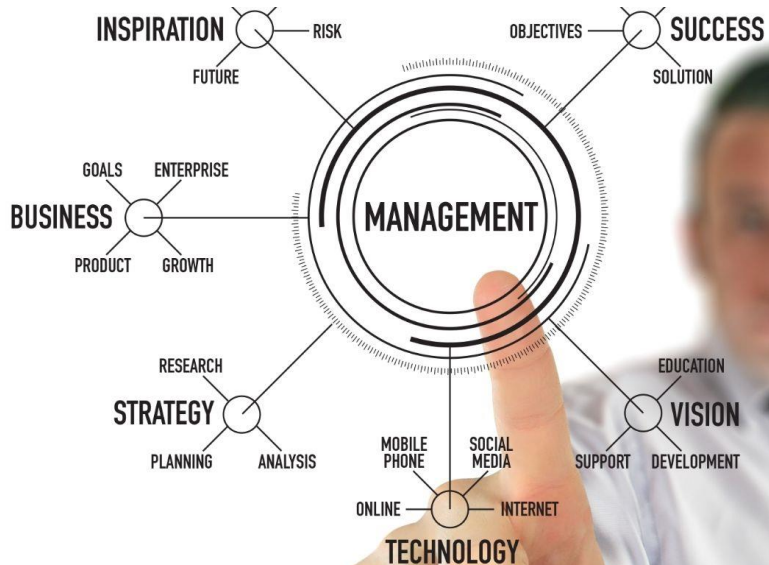 INSPIRATION
RISK
FUTURE
OBJECTIVES
SUCCESS
SOLUTION
GOALS
ENTERPRISE
BUSINESS
PRODUCT
GROWTH
MANAGEMENT
RESEARCH
STRATEGY
PLANNING
ANALYSIS
EDUCATION
VISION
SUPPORT
DEVELOPMENT
MOBILE
PHONE
SOCIAL
MEDIA
ONLINE
INTERNET
TECHNOLOGY